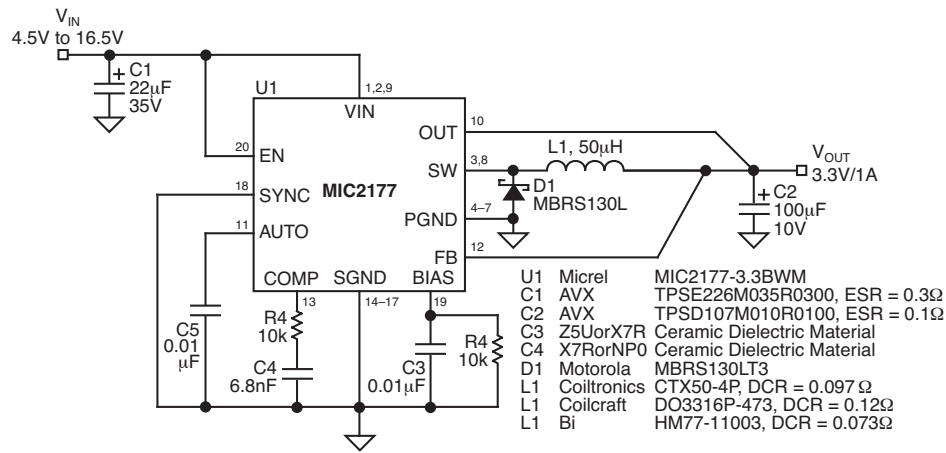 VIN
4.5V to 16.5V
+ C1
22µF
35V
U1
1,2,9
VIN
OUT
10
L1, 50µH
VOUT
3.3V/1A
20
EN
SW
3,8
18
SYNC
MIC2177
D1
MBRS130L
+
C2
100µF
10V
PGND
4–7
11
AUTO
FB
12
COMP
SGND
BIAS
13
14–17
19
C5
0.01
µF
R4
10k
C4
6.8nF
C3
0.01µF
R4
10k
U1 Micrel MIC2177-3.3BWM
C1 AVX TPSE226M035R0300, ESR = 0.3Ω
C2 AVX TPSD107M010R0100, ESR = 0.1Ω
C3 Z5UorX7R Ceramic Dielectric Material
C4 X7RorNP0 Ceramic Dielectric Material
D1 Motorola MBRS130LT3
L1 Coiltronics CTX50-4P, DCR = 0.097 Ω
L1 Coilcraft DO3316P-473, DCR = 0.12Ω
L1 Bi HM77-11003, DCR = 0.073Ω